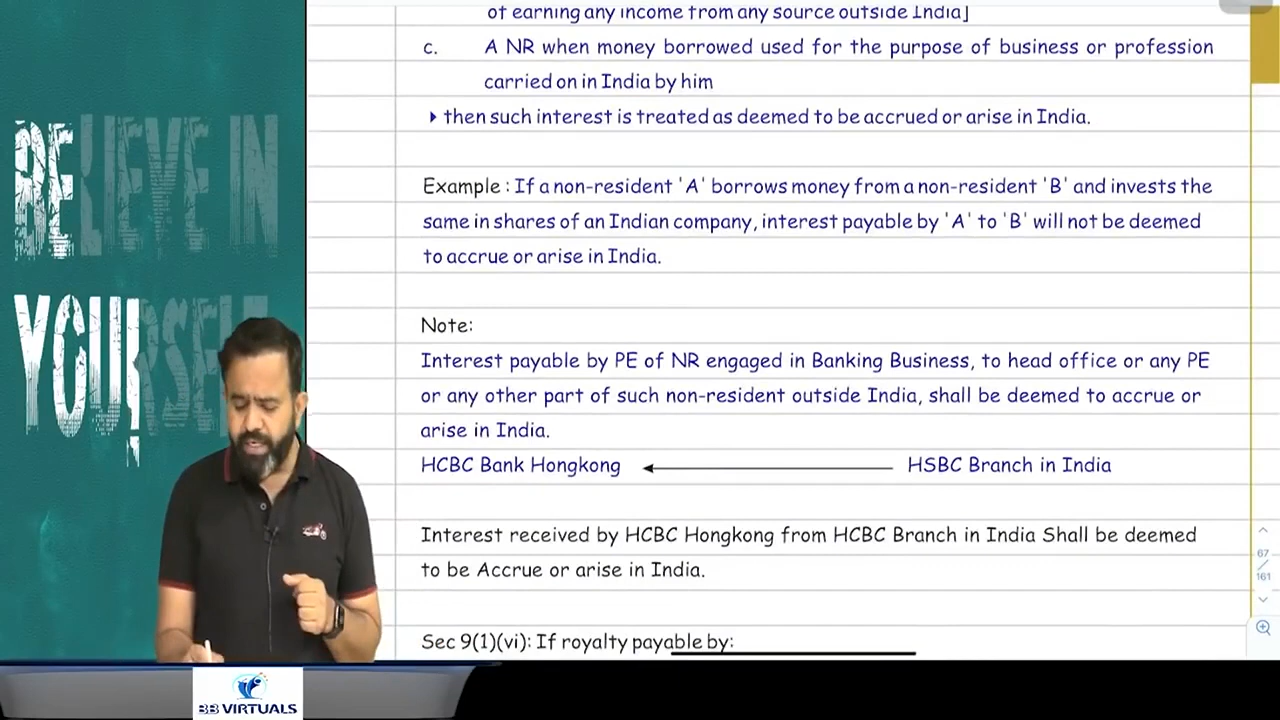 BELIEVE IN
YOURSELF
of earning any income from any source outside India]
c. A NR when money borrowed used for the purpose of business or profession
carried on in India by him
then such interest is treated as deemed to be accrued or arise in India.
Example : If a non-resident 'A' borrows money from a non-resident 'B' and invests the
same in shares of an Indian company, interest payable by 'A' to 'B' will not be deemed
to accrue or arise in India.
Note:
Interest payable by PE of NR engaged in Banking Business, to head office or any PE
or any other part of such non-resident outside India, shall be deemed to accrue or
arise in India.
HCBC Bank Hongkong HSBC Branch in India
Interest received by HCBC Hongkong from HCBC Branch in India Shall be deemed
to be Accrue or arise in India.
Sec 9(1)(vi): If royalty payable by:
67
/
161
BB VIRTUALS